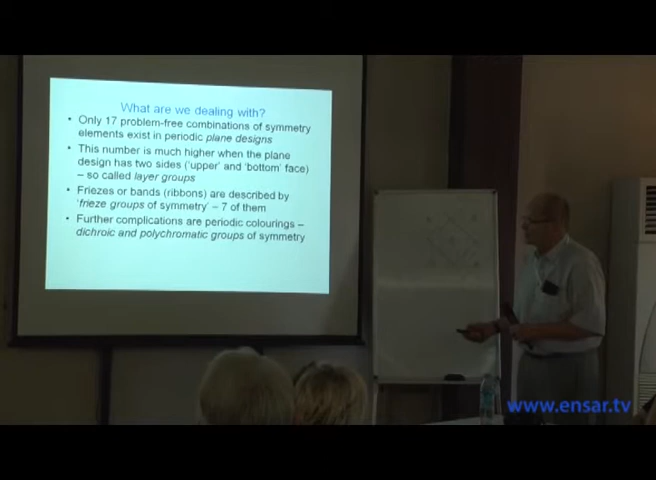 What are we dealing with?
• Only 17 problem-free combinations of symmetry
elements exist in periodic plane designs
• This number is much higher when the plane
design has two sides ('upper' and 'bottom' face)
– so called layer groups
• Friezes or bands (ribbons) are described by
'frieze groups of symmetry' – 7 of them
• Further complications are periodic colourings –
dichroic and polychromatic groups of symmetry
www.ensar.tv